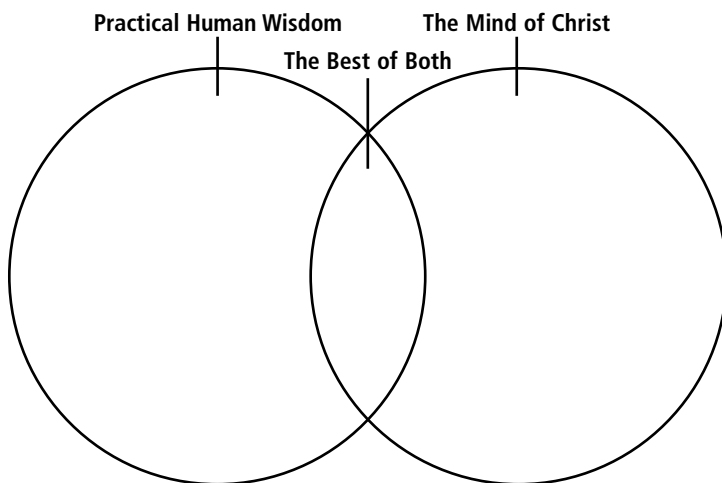 Practical Human Wisdom
The Mind of Christ
The Best of Both